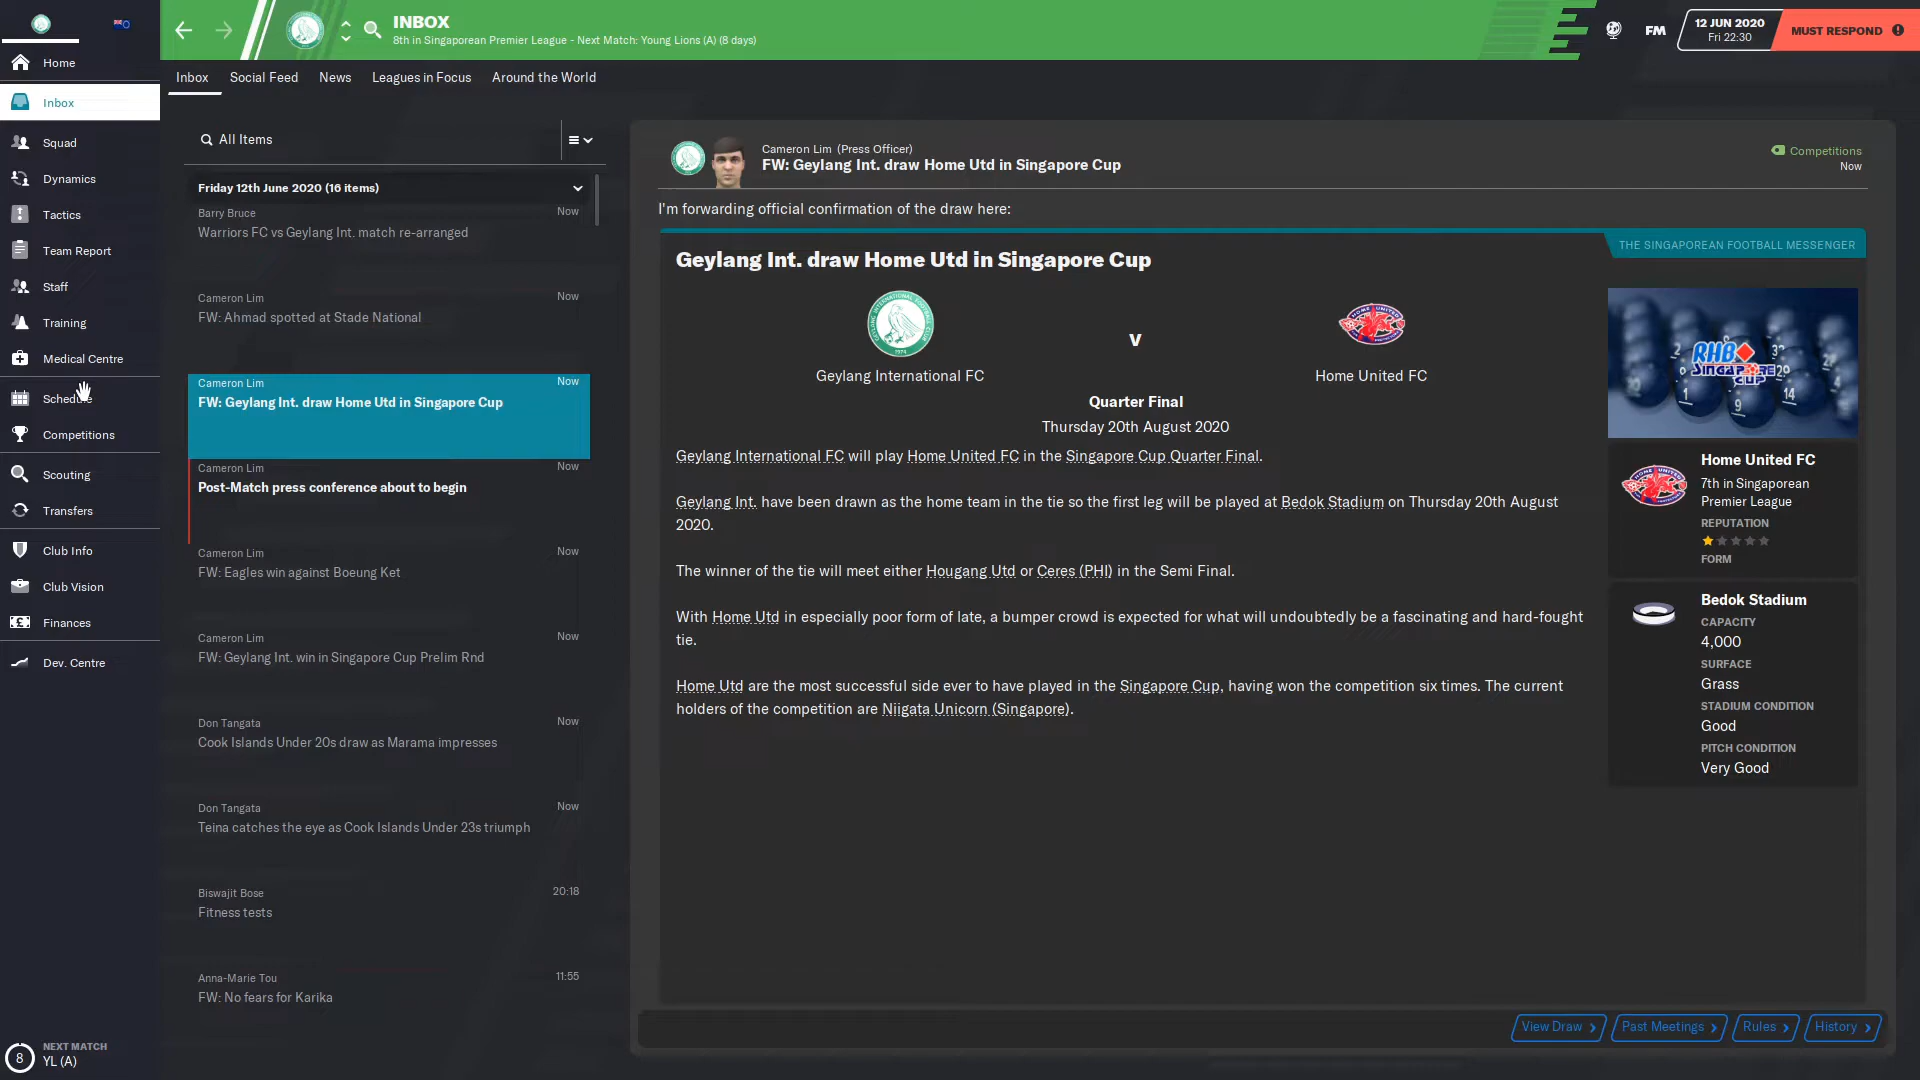 INBOX
8th in Singaporean Premier League - Next Match: Young Lions (A) (8 days)
FM
12 JUN 2020
Fri 22:30
MUST RESPOND
Home
Inbox
Squad
Dynamics
Tactics
Team Report
Staff
Training
Medical Centre
Schedule
Competitions
Scouting
Transfers
Club Info
Club Vision
Finances
Dev. Centre
8
NEXT MATCH
YL (A)
Inbox Social Feed News Leagues in Focus Around the World
All Items
Friday 12th June 2020 (16 items)
Barry Bruce Now
Warriors FC vs Geylang Int. match re-arranged
Cameron Lim Now
FW: Ahmad spotted at Stade National
Cameron Lim Now
FW: Geylang Int. draw Home Utd in Singapore Cup
Cameron Lim Now
Post-Match press conference about to begin
Cameron Lim Now
FW: Eagles win against Boeung Ket
Cameron Lim Now
FW: Geylang Int. win in Singapore Cup Prelim Rnd
Don Tangata Now
Cook Islands Under 20s draw as Marama impresses
Don Tangata Now
Teina catches the eye as Cook Islands Under 23s triumph
Biswajit Bose 20:18
Fitness tests
Anna-Marie Tou 11:55
FW: No fears for Karika
Cameron Lim (Press Officer)
FW: Geylang Int. draw Home Utd in Singapore Cup
Competitions
Now
I'm forwarding official confirmation of the draw here:
THE SINGAPOREAN FOOTBALL MESSENGER
Geylang Int. draw Home Utd in Singapore Cup
v
Geylang International FC Home United FC
Quarter Final
Thursday 20th August 2020
Geylang International FC will play Home United FC in the Singapore Cup Quarter Final.
Geylang Int. have been drawn as the home team in the tie so the first leg will be played at Bedok Stadium on Thursday 20th August
2020.
The winner of the tie will meet either Hougang Utd or Ceres (PHI) in the Semi Final.
With Home Utd in especially poor form of late, a bumper crowd is expected for what will undoubtedly be a fascinating and hard-fought
tie.
Home Utd are the most successful side ever to have played in the Singapore Cup, having won the competition six times. The current
holders of the competition are Niigata Unicorn (Singapore).
RHB
SINGAPORE
CUP
Home United FC
7th in Singaporean
Premier League
REPUTATION
FORM
Bedok Stadium
CAPACITY
4,000
SURFACE
Grass
STADIUM CONDITION
Good
PITCH CONDITION
Very Good
View Draw
Past Meetings
Rules
History